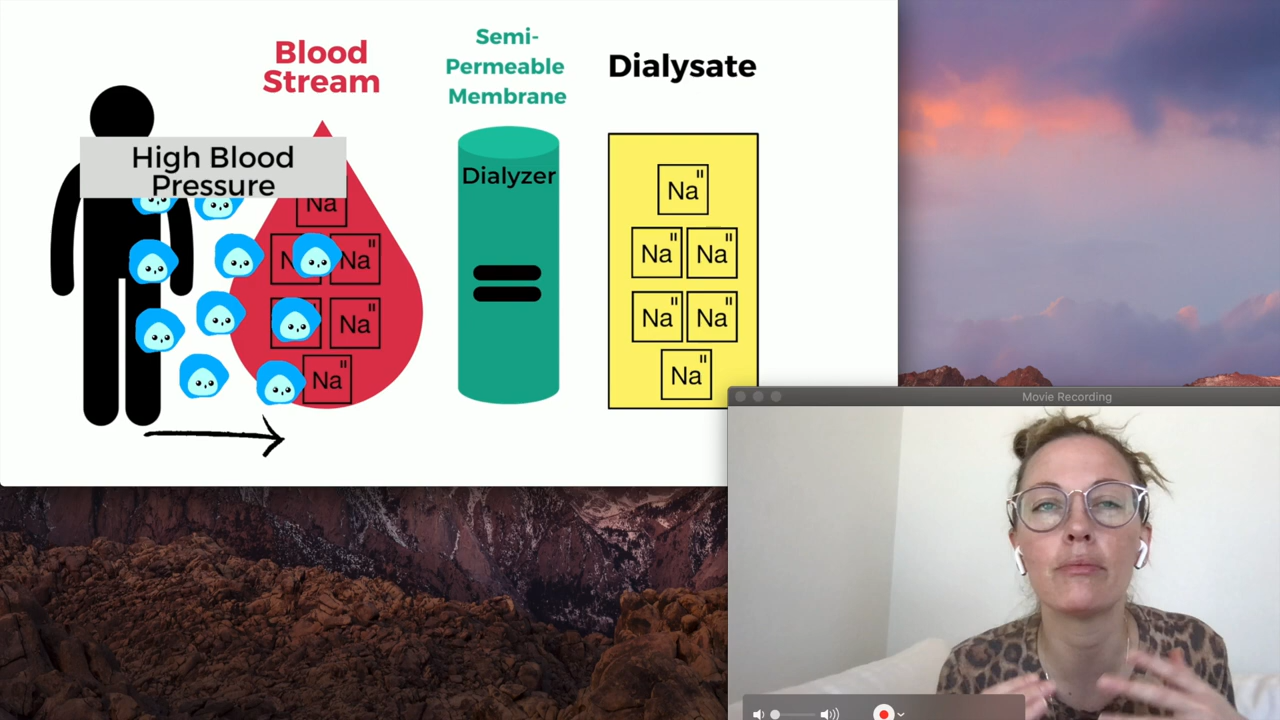 Blood
Stream
Semi-
Permeable
Membrane
Dialysate
High Blood
Pressure
Dialyzer
Na
Na"
Na" Na"
Na" Na"
Na"
N Na"
Na"
Na"
Movie Recording